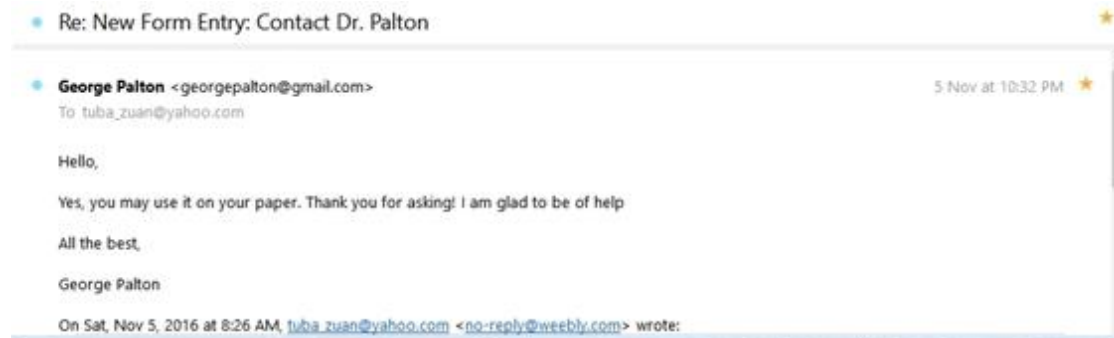 Re: New Form Entry: Contact Dr. Palton
George Palton <georgepalton@gmail.com>
5 Nov at 10:32 PM
To tuba_zuan@yahoo.com
Hello,
Yes, you may use it on your paper. Thank you for asking! I am glad to be of help
All the best,
George Palton
On Sat, Nov 5, 2016 at 8:26 AM, tuba_zuan@yahoo.com <no-reply@weebly.com> wrote: